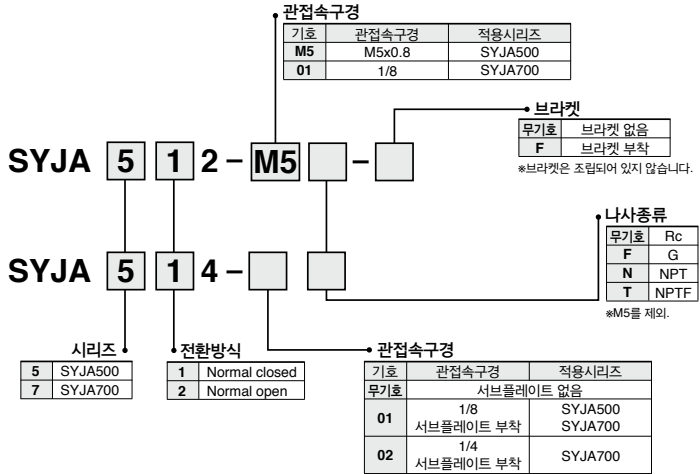 관접속구경
기호 관접속구경 적용시리즈
M5 M5x0.8 SYJA500
01 1/8 SYJA700
브라켓
무기호 브라켓 없음
F 브라켓 부착
※브라켓은 조립되어 있지 않습니다.
SYJA 5 1 2 – M5 –
나사종류
무기호 Rc
F G
N NPT
T NPTF
※M5를 제외.
SYJA 5 1 4 –
시리즈
5 SYJA500
7 SYJA700
전환방식
1 Normal closed
2 Normal open
관접속구경
기호 관접속구경 적용시리즈
무기호 서브플레이트 없음
01 1/8 서브플레이트 부착 SYJA500 SYJA700
02 1/4 서브플레이트 부착 SYJA700